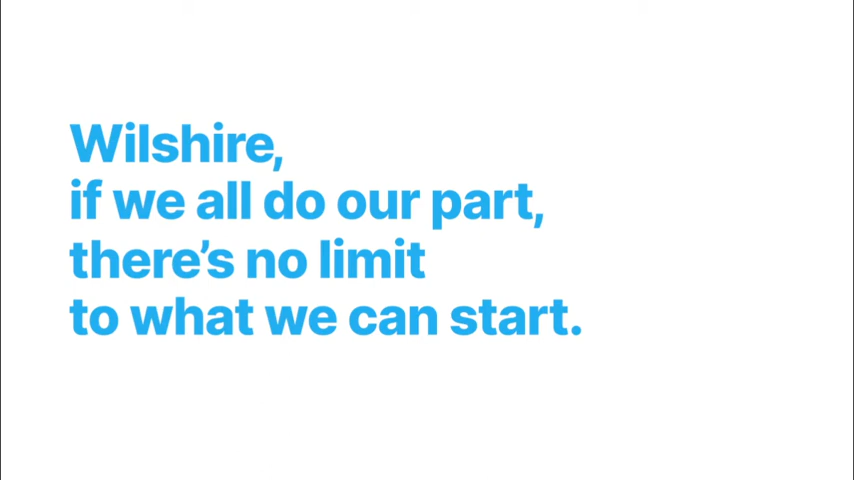 Wilshire,
if we all do our part,
there’s no limit
to what we can start.